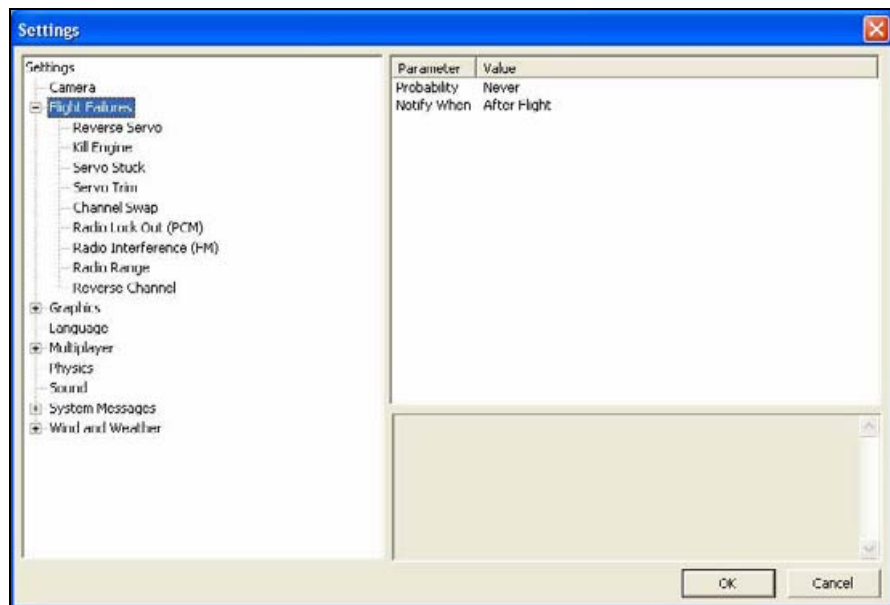 Settings
Settings
Camera
Flight Failures
Reverse Servo
Kill Engine
Servo Stuck
Servo Trim
Channel Swap
Radio Lock Out (PCM)
Radio Interference (FM)
Radio Range
Reverse Channel
Graphics
Language
Multiplayer
Physics
Sound
System Messages
Wind and Weather
Parameter Value
Probability Never
Notify When After Flight
OK Cancel